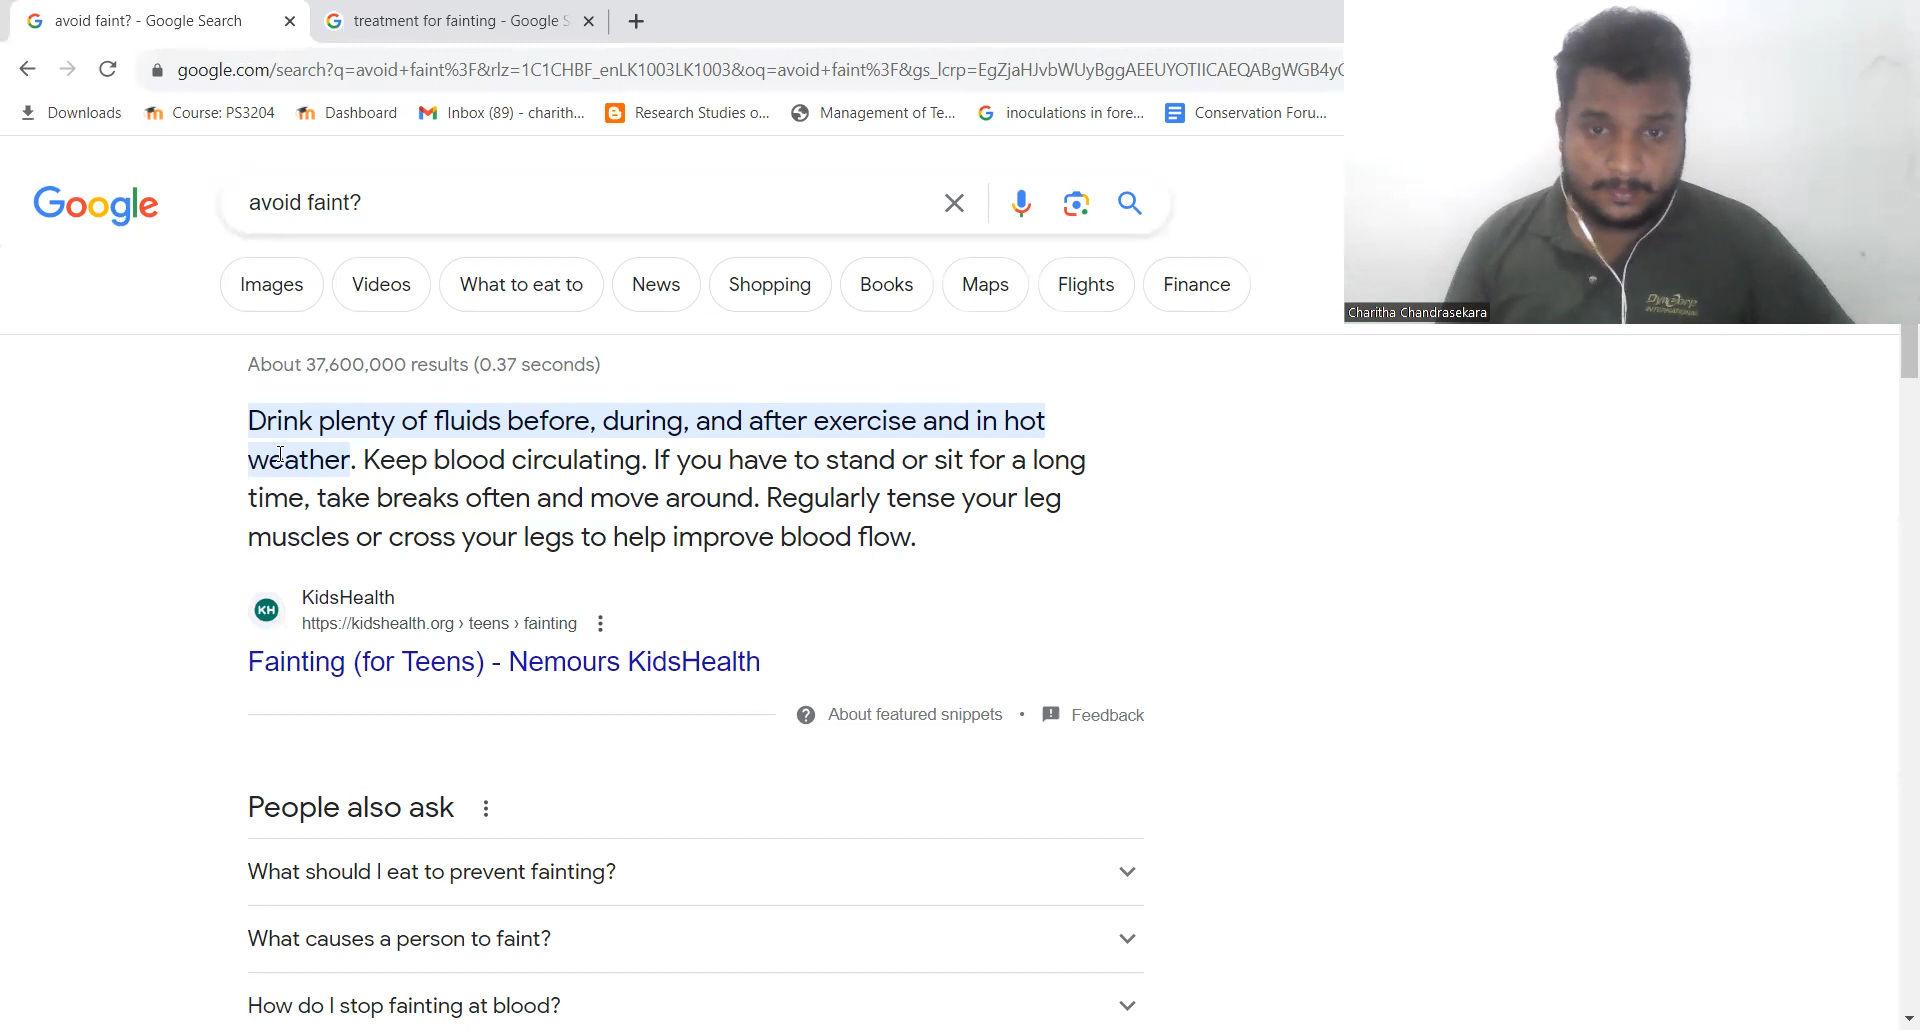 avoid faint? - Google Search
treatment for fainting - Google S
google.com/search?q=avoid+faint%3F&rlz=1C1CHBF_enLK1003LK1003&oq=avoid+faint%3F&gs_lcrp=EgZjaHJvbWUyBggAEEUYOTIICAEQABgWGB4y
Downloads
Course: PS3204
Dashboard
Inbox (89) - charith...
Research Studies o...
Management of Te...
inoculations in fore...
Conservation Foru...
Google
avoid faint?
Images
Videos
What to eat to
News
Shopping
Books
Maps
Flights
Finance
DynCorp
INTERNATIONAL
Charitha Chandrasekara
About 37,600,000 results (0.37 seconds)
Drink plenty of fluids before, during, and after exercise and in hot
weather. Keep blood circulating. If you have to stand or sit for a long
time, take breaks often and move around. Regularly tense your leg
muscles or cross your legs to help improve blood flow.
KH
KidsHealth
https://kidshealth.org › teens › fainting
Fainting (for Teens) - Nemours KidsHealth
About featured snippets • Feedback
People also ask
What should I eat to prevent fainting?
What causes a person to faint?
How do I stop fainting at blood?